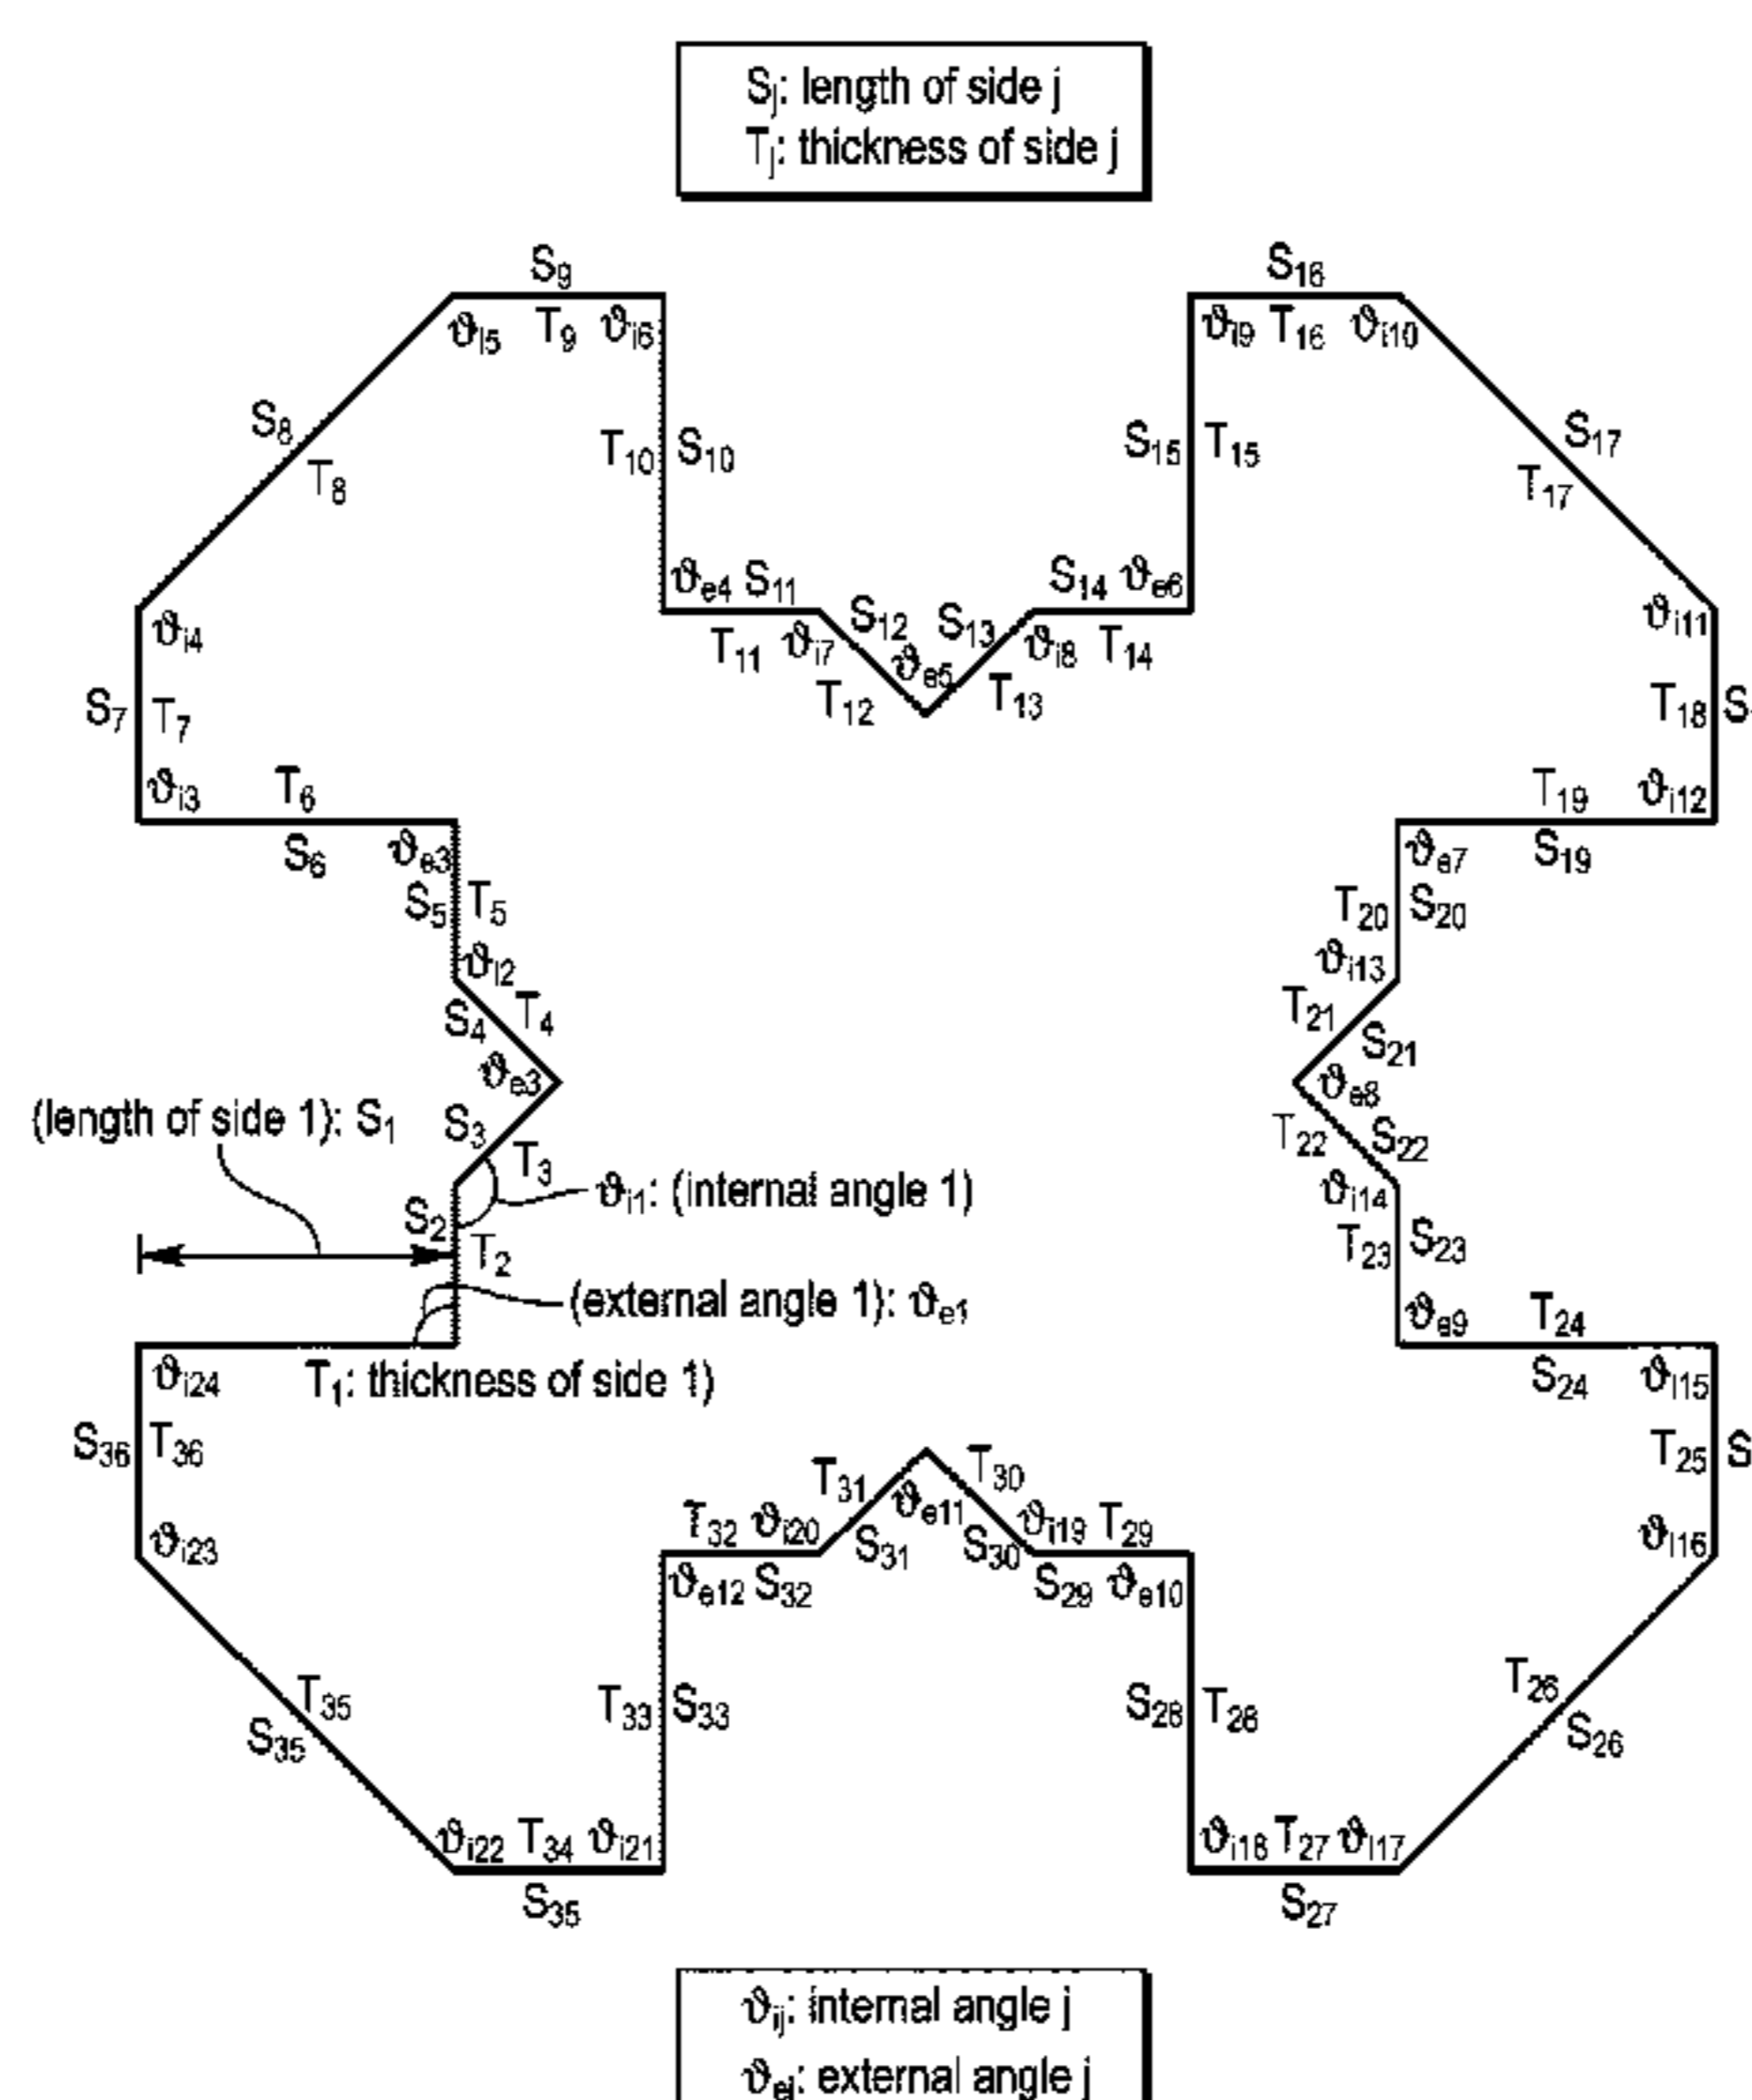 Sj: length of side j
Tj: thickness of side j
S9 S16
ϑi5 T9 ϑi6 ϑi9 T16 ϑi10
S8 T10 S10 S15 T15 S17
T8 T17
ϑe4 S11 S14 ϑe6
S12 S13
ϑi4 T11 ϑi7 ϑe5 ϑi8 T14 ϑi11
T12 T13
S7 T7 T18 S
ϑi3 T6 T19 ϑi12
S6 ϑe3 ϑe7 S19
S5 T5 T20 S20
ϑi2 ϑi13
S4 T4 T21 S21
ϑe3 ϑe8
(length of side 1): S1 S3 T3 T22 S22
ϑi1: (internal angle 1) ϑi14
S2 T2 T23 S23
(external angle 1): ϑe1 ϑe9 T24
ϑi24 T1: thickness of side 1) S24 ϑi15
S36 T36 T31 T30 T25 S
ϑe11
ϑi23 T32 ϑi20 S31 S30 ϑi19 T29 ϑi16
ϑe12 S32 S29 ϑe10
T35 T33 S33 S28 T28 T26
S35 S26
ϑi22 T34 ϑi21 ϑi18 T27 ϑi17
S35 S27
ϑij: internal angle j
ϑej: external angle j